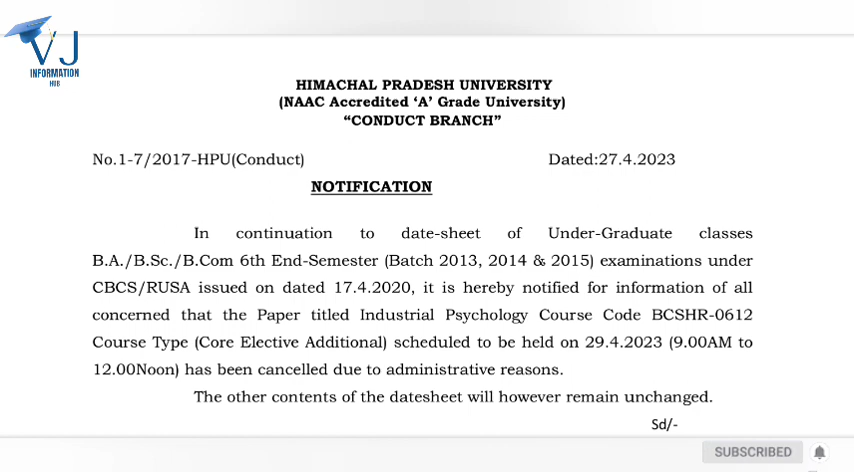 VJ
INFORMATION
HUB
HIMACHAL PRADESH UNIVERSITY
(NAAC Accredited ‘A’ Grade University)
“CONDUCT BRANCH”
No.1-7/2017-HPU(Conduct) Dated:27.4.2023
NOTIFICATION
In continuation to date-sheet of Under-Graduate classes
B.A./B.Sc./B.Com 6th End-Semester (Batch 2013, 2014 & 2015) examinations under
CBCS/RUSA issued on dated 17.4.2020, it is hereby notified for information of all
concerned that the Paper titled Industrial Psychology Course Code BCSHR-0612
Course Type (Core Elective Additional) scheduled to be held on 29.4.2023 (9.00AM to
12.00Noon) has been cancelled due to administrative reasons.
The other contents of the datesheet will however remain unchanged.
Sd/-
SUBSCRIBED